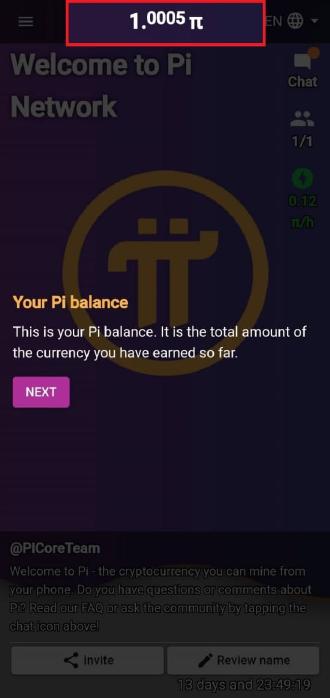 1.0005 π
EN
Welcome to Pi
Network
Chat
1/1
0.12
π/h
Your Pi balance
This is your Pi balance. It is the total amount of
the currency you have earned so far.
NEXT
@PICoreTeam
Welcome to Pi - the cryptocurrency you can mine from
your phone. Do you have questions or comments about
Pi? Read our FAQ or ask the community by tapping the
chat icon above!
Invite
Review name
13 days and 23:49:19